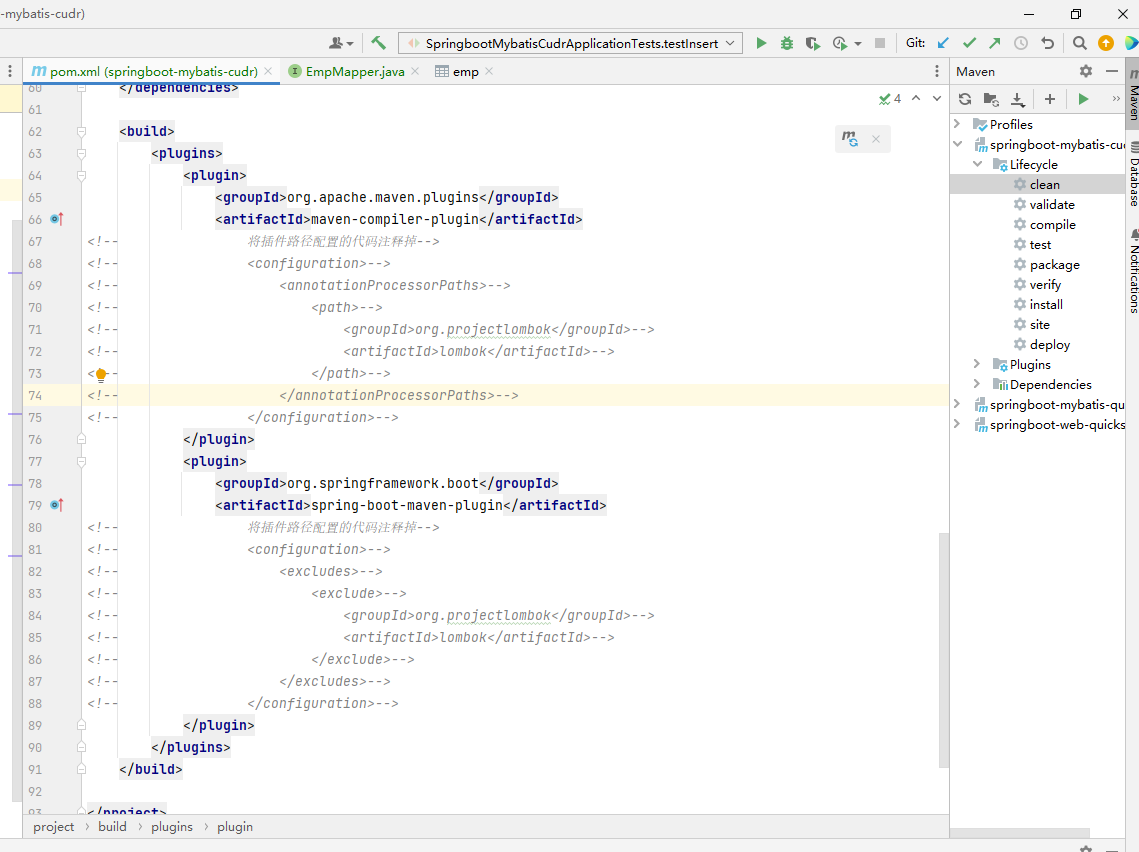 -mybatis-cudr)
SpringbootMybatisCudrApplicationTests.testInsert
Git:
pom.xml (springboot-mybatis-cudr)
EmpMapper.java
emp
Maven
4
60 </dependencies>
61
62 <build>
63 <plugins>
64 <plugin>
65 <groupId>org.apache.maven.plugins</groupId>
66 <artifactId>maven-compiler-plugin</artifactId>
67 <!-- 将插件路径配置的代码注释掉-->
68 <!-- <configuration>-->
69 <!-- <annotationProcessorPaths>-->
70 <!-- <path>-->
71 <!-- <groupId>org.projectlombok</groupId>-->
72 <!-- <artifactId>lombok</artifactId>-->
73 <!-- </path>-->
74 <!-- </annotationProcessorPaths>-->
75 <!-- </configuration>-->
76 </plugin>
77 <plugin>
78 <groupId>org.springframework.boot</groupId>
79 <artifactId>spring-boot-maven-plugin</artifactId>
80 <!-- 将插件路径配置的代码注释掉-->
81 <!-- <configuration>-->
82 <!-- <excludes>-->
83 <!-- <exclude>-->
84 <!-- <groupId>org.projectlombok</groupId>-->
85 <!-- <artifactId>lombok</artifactId>-->
86 <!-- </exclude>-->
87 <!-- </excludes>-->
88 <!-- </configuration>-->
89 </plugin>
90 </plugins>
91 </build>
92
93 </project>
project
build
plugins
plugin
Profiles
springboot-mybatis-cu
Lifecycle
clean
validate
compile
test
package
verify
install
site
deploy
Plugins
Dependencies
springboot-mybatis-qu
springboot-web-quicks
Maven
Database
Notifications